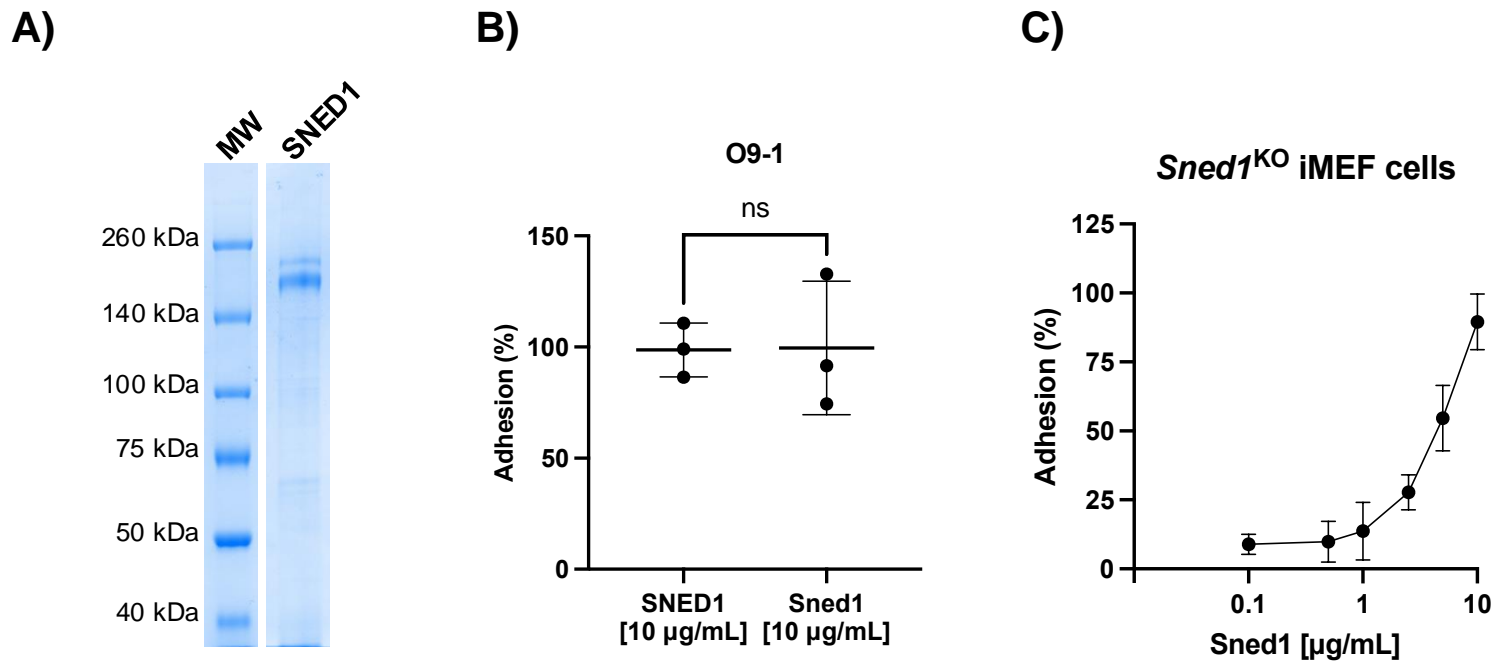 A)
MW
SNED1
260 kDa
140 kDa
100 kDa
75 kDa
50 kDa
40 kDa
B)
O9-1
ns
150
100
50
0
Adhesion (%)
SNED1
[10 µg/mL]
Sned1
[10 µg/mL]
C)
Sned1KO iMEF cells
125
100
75
50
25
0
Adhesion (%)
0.1
1
10
Sned1 [µg/mL]